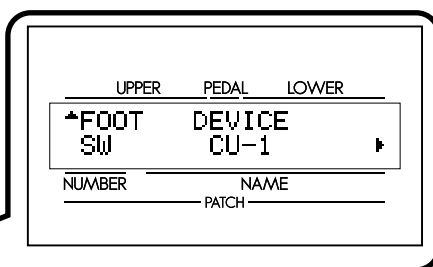 UPPER PEDAL LOWER
FOOT DEVICE
SW CU-1
NUMBER NAME
PATCH